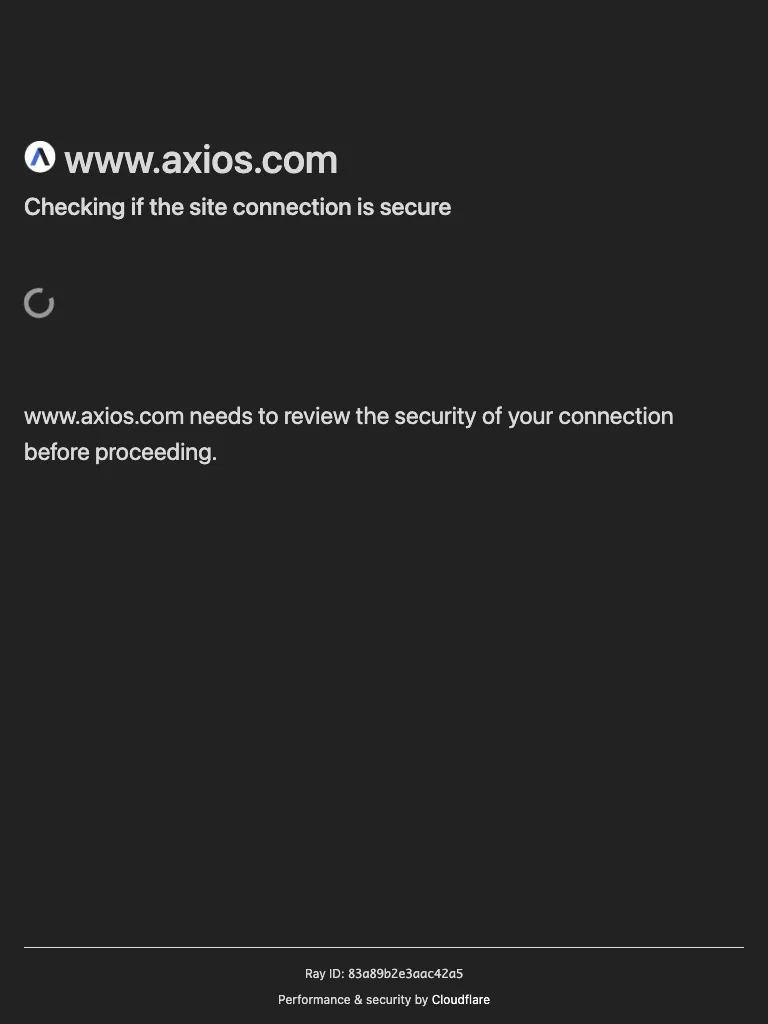 www.axios.com
Checking if the site connection is secure
www.axios.com needs to review the security of your connection
before proceeding.
Ray ID: 83a89b2e3aac42a5
Performance & security by Cloudflare